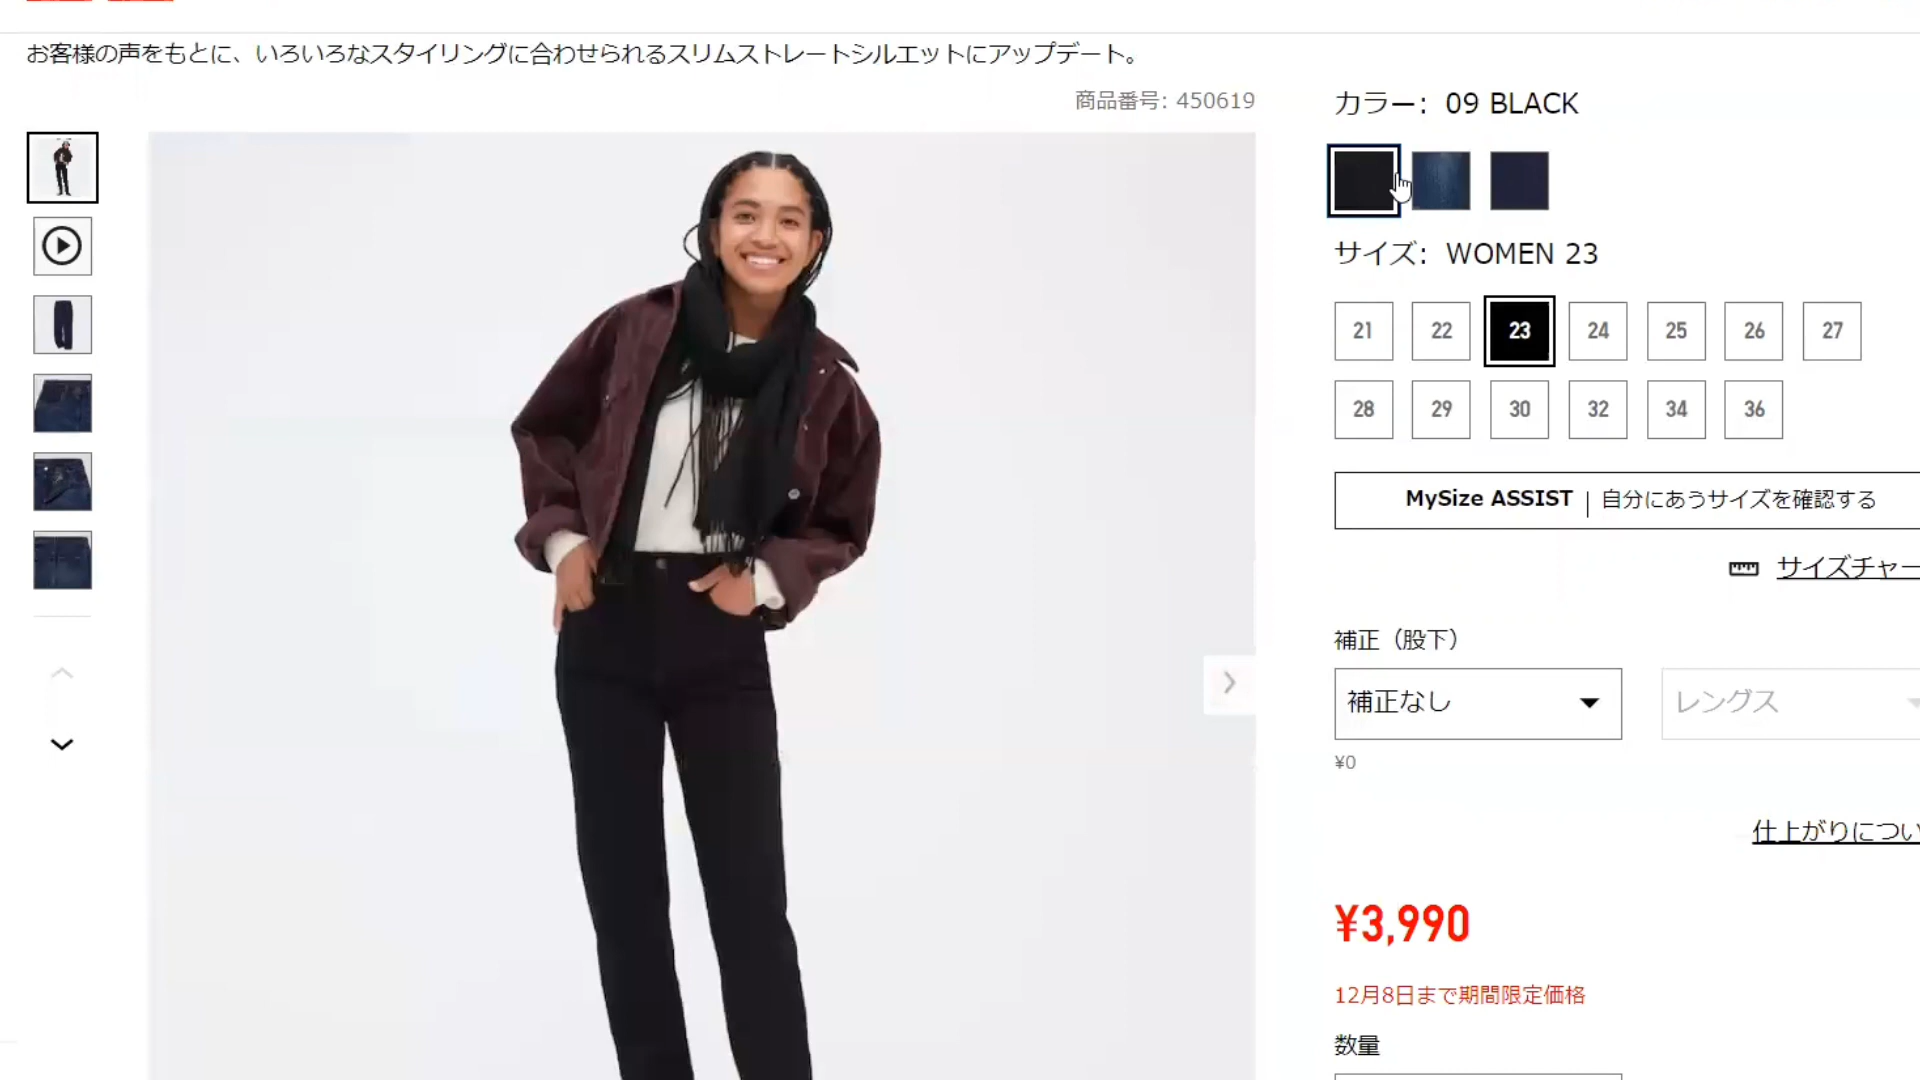 お客様の声をもとに、いろいろなスタイリングに合わせられるスリムストレートシルエットにアップデート。
商品番号: 450619
カラー: 09 BLACK
サイズ: WOMEN 23
21 22 23 24 25 26 27
28 29 30 32 34 36
MySize ASSIST | 自分にあうサイズを確認する
サイズチャー
補正（股下）
補正なし
レングス
¥0
仕上がりについ
¥3,990
12月8日まで期間限定価格
数量